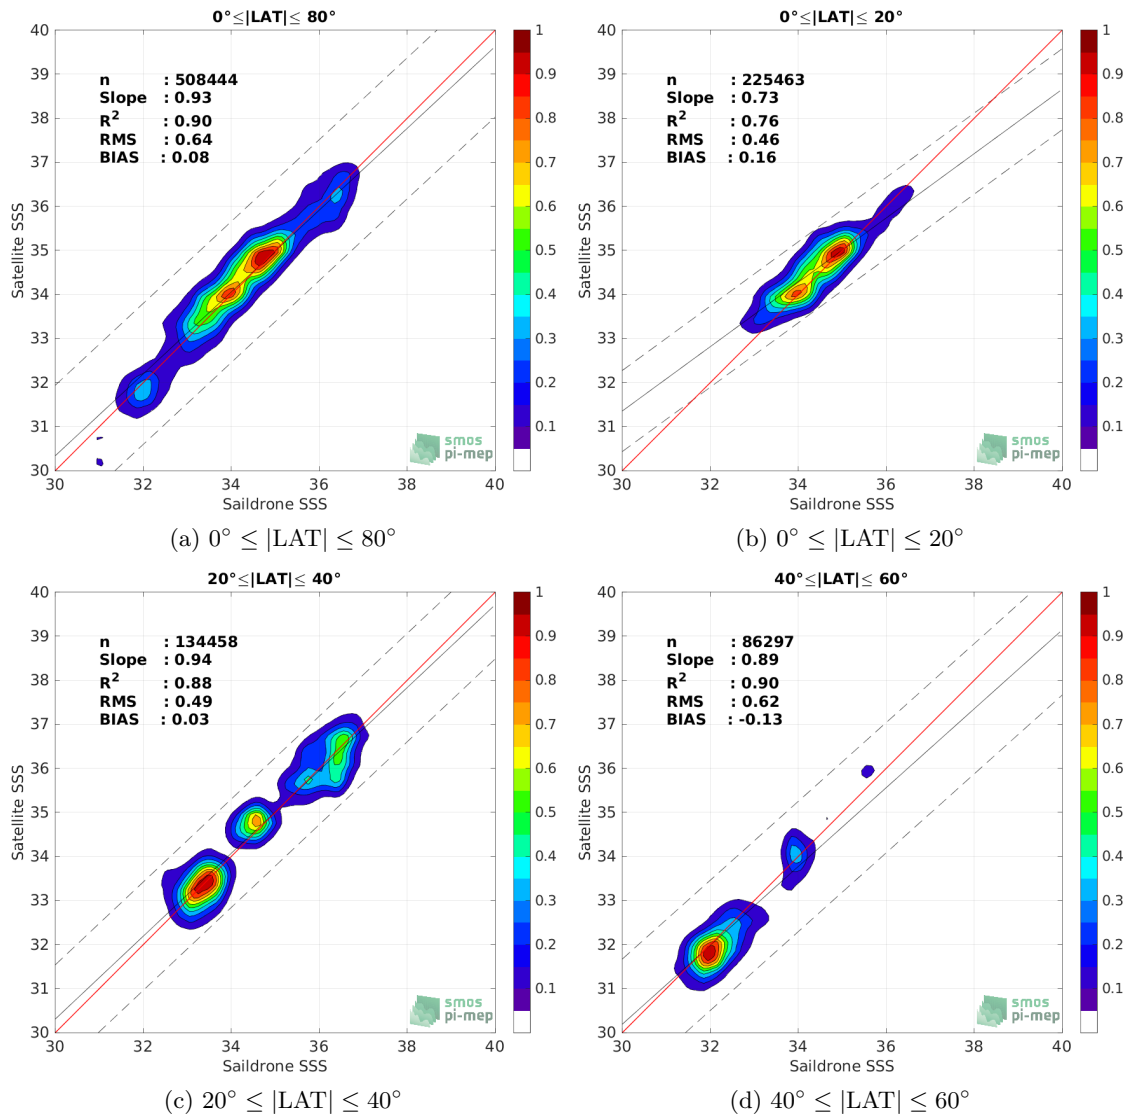 0°≤|LAT|≤ 80°
n : 508444
Slope : 0.93
R² : 0.90
RMS : 0.64
BIAS : 0.08
40
39
38
37
36
35
34
33
32
31
30
Satellite SSS
30 32 34 36 38 40
Saildrone SSS
1
0.9
0.8
0.7
0.6
0.5
0.4
0.3
0.2
0.1
smos
pi-mep
(a) 0° ≤ |LAT| ≤ 80°
0°≤|LAT|≤ 20°
n : 225463
Slope : 0.73
R² : 0.76
RMS : 0.46
BIAS : 0.16
40
39
38
37
36
35
34
33
32
31
30
Satellite SSS
30 32 34 36 38 40
Saildrone SSS
1
0.9
0.8
0.7
0.6
0.5
0.4
0.3
0.2
0.1
smos
pi-mep
(b) 0° ≤ |LAT| ≤ 20°
20°≤|LAT|≤ 40°
n : 134458
Slope : 0.94
R² : 0.88
RMS : 0.49
BIAS : 0.03
40
39
38
37
36
35
34
33
32
31
30
Satellite SSS
30 32 34 36 38 40
Saildrone SSS
1
0.9
0.8
0.7
0.6
0.5
0.4
0.3
0.2
0.1
smos
pi-mep
(c) 20° ≤ |LAT| ≤ 40°
40°≤|LAT|≤ 60°
n : 86297
Slope : 0.89
R² : 0.90
RMS : 0.62
BIAS : -0.13
40
39
38
37
36
35
34
33
32
31
30
Satellite SSS
30 32 34 36 38 40
Saildrone SSS
1
0.9
0.8
0.7
0.6
0.5
0.4
0.3
0.2
0.1
smos
pi-mep
(d) 40° ≤ |LAT| ≤ 60°